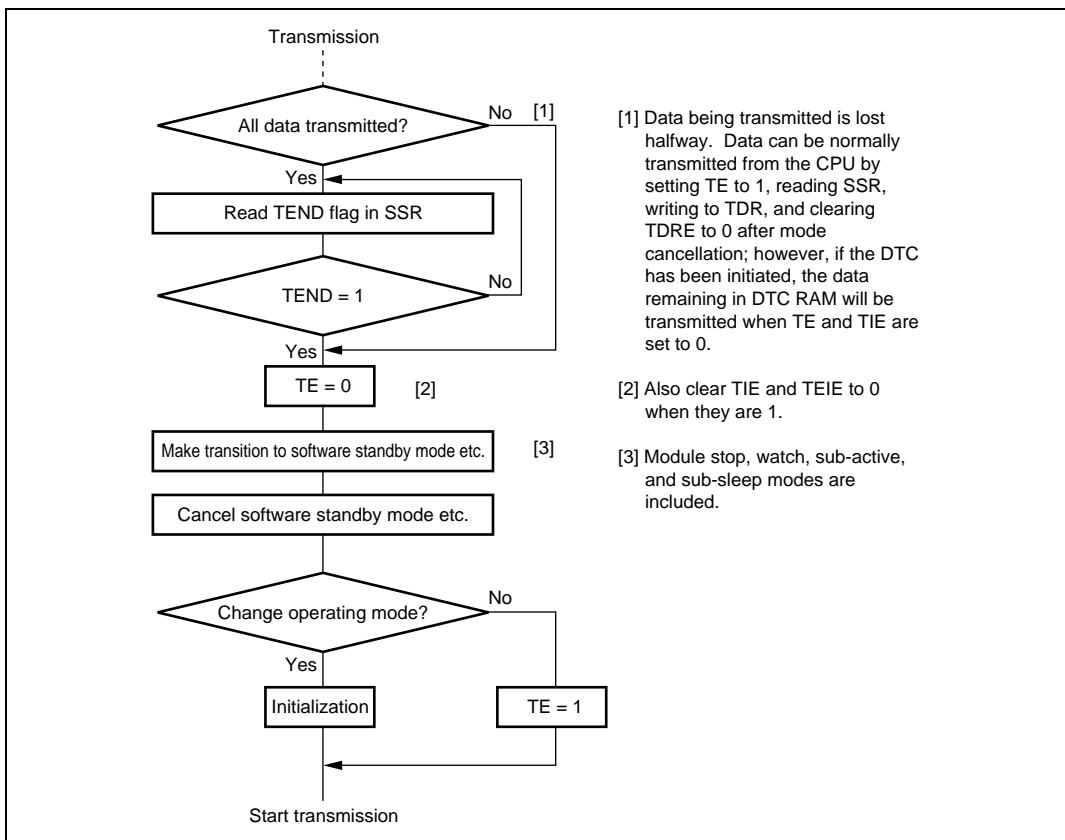 Transmission
All data transmitted?
No
[1]
Yes
Read TEND flag in SSR
TEND = 1
No
Yes
TE = 0
[2]
Make transition to software standby mode etc.
[3]
Cancel software standby mode etc.
Change operating mode?
No
Yes
Initialization
TE = 1
Start transmission
[1] Data being transmitted is lost
halfway. Data can be normally
transmitted from the CPU by
setting TE to 1, reading SSR,
writing to TDR, and clearing
TDRE to 0 after mode
cancellation; however, if the DTC
has been initiated, the data
remaining in DTC RAM will be
transmitted when TE and TIE are
set to 0.
[2] Also clear TIE and TEIE to 0
when they are 1.
[3] Module stop, watch, sub-active,
and sub-sleep modes are
included.